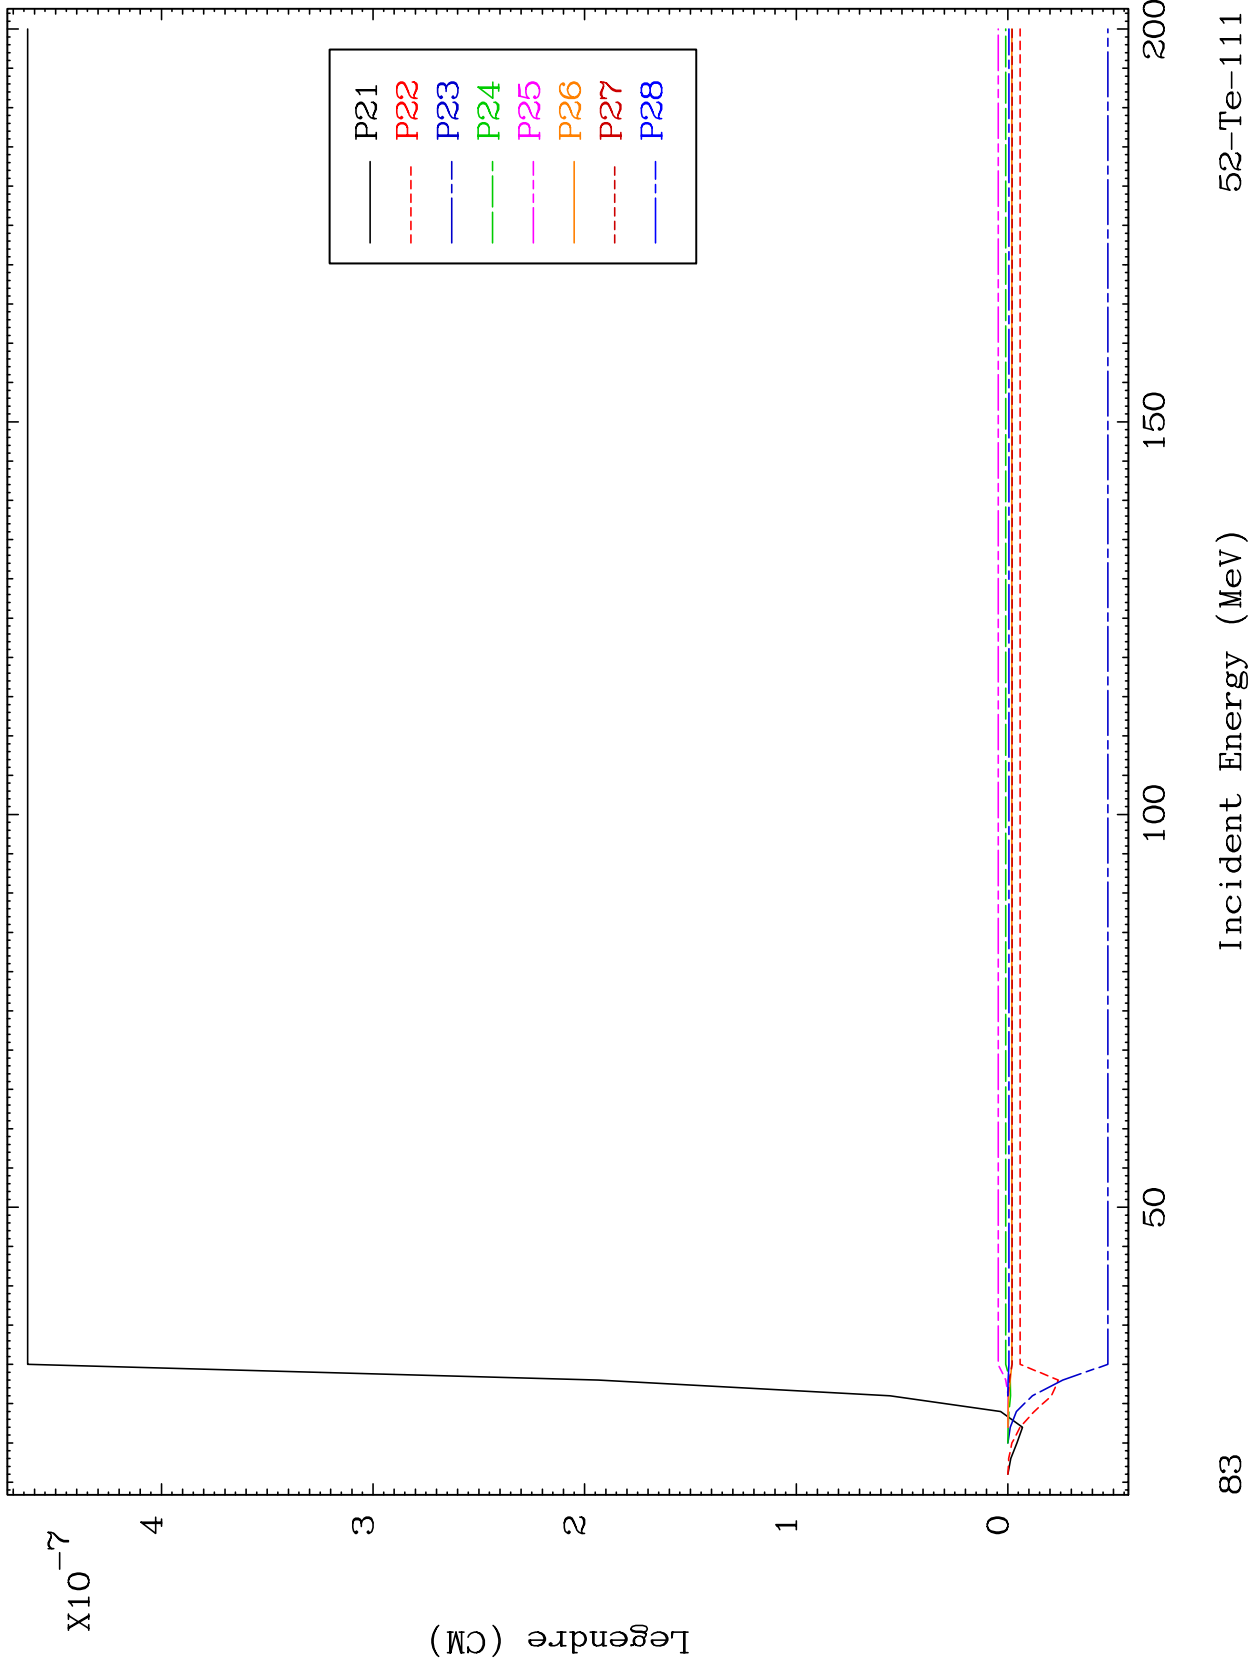 X10-7
4
3
2
1
0
Legendre (CM)
P21
P22
P23
P24
P25
P26
P27
P28
50
100
150
200
Incident Energy (MeV)
83
52-Te-111